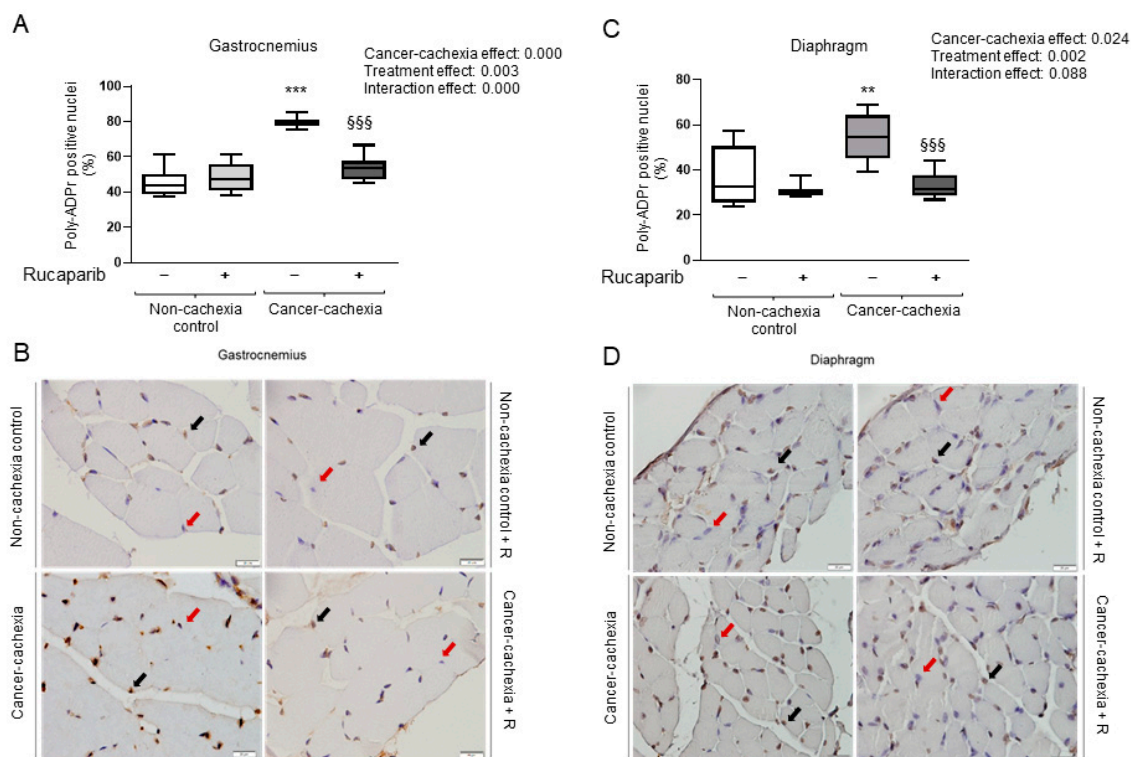 A
Gastrocnemius
Cancer-cachexia effect: 0.000
Treatment effect: 0.003
Interaction effect: 0.000
Poly-ADPr positive nuclei
(%)
100
80
60
40
20
0
***
§§§
Rucaparib
– + – +
Non-cachexia
control
Cancer-cachexia
C
Diaphragm
Cancer-cachexia effect: 0.024
Treatment effect: 0.002
Interaction effect: 0.088
Poly-ADPr positive nuclei
(%)
80
60
40
20
0
**
§§§
Rucaparib
– + – +
Non-cachexia
control
Cancer-cachexia
B
Gastrocnemius
Non-cachexia control
Non-cachexia control + R
Cancer-cachexia
Cancer-cachexia + R
D
Diaphragm
Non-cachexia control
Non-cachexia control + R
Cancer-cachexia
Cancer-cachexia + R